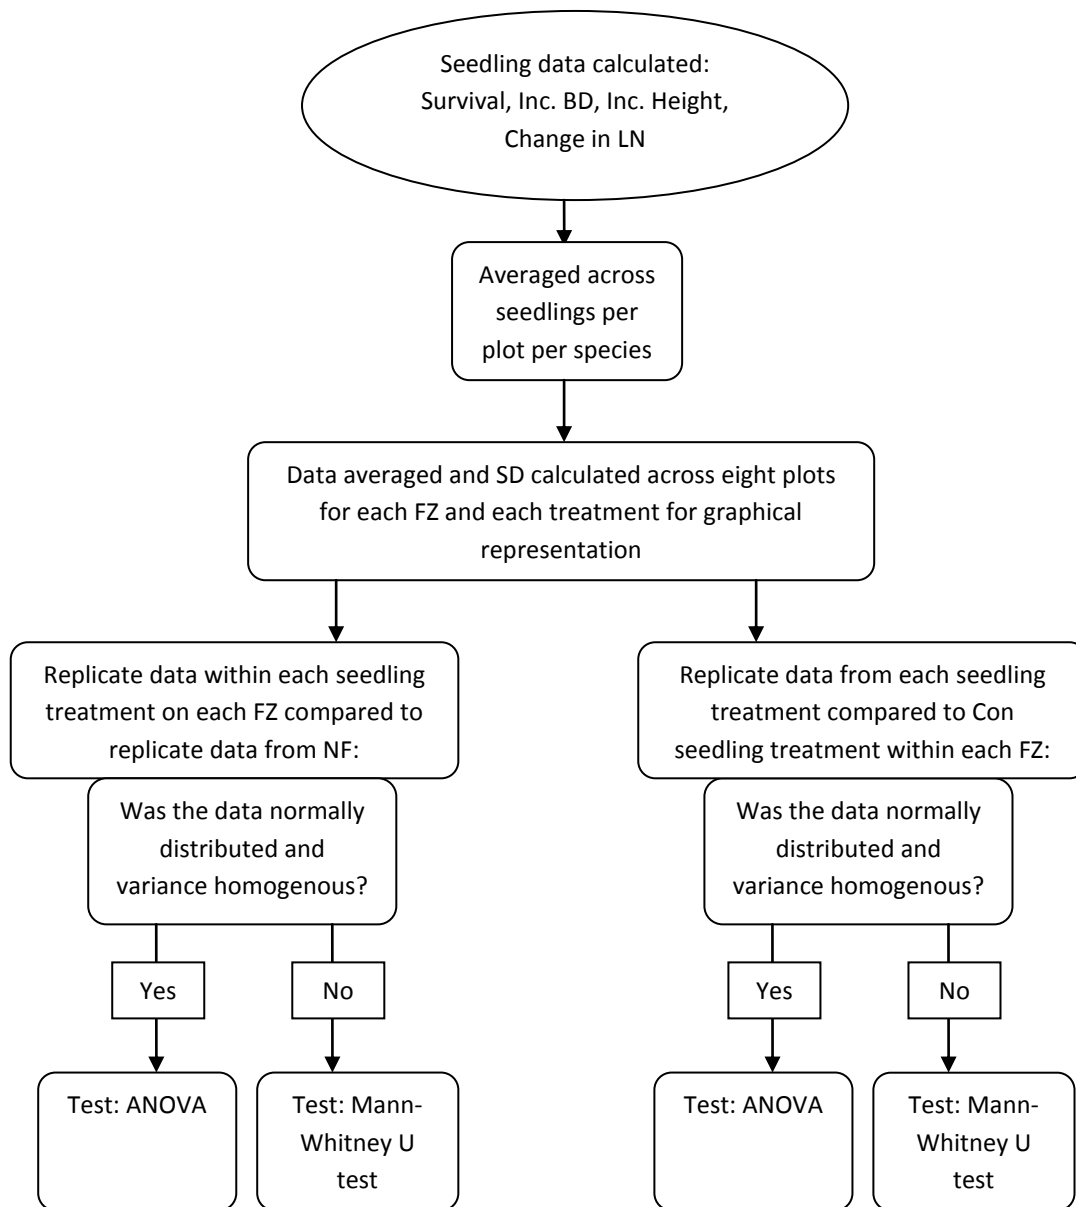 Seedling data calculated:
Survival, Inc. BD, Inc. Height,
Change in LN
Averaged across
seedlings per
plot per species
Data averaged and SD calculated across eight plots
for each FZ and each treatment for graphical
representation
Replicate data within each seedling
treatment on each FZ compared to
replicate data from NF:
Replicate data from each seedling
treatment compared to Con
seedling treatment within each FZ:
Was the data normally
distributed and
variance homogenous?
Was the data normally
distributed and
variance homogenous?
Yes
No
Yes
No
Test: ANOVA
Test: Mann-
Whitney U
test
Test: ANOVA
Test: Mann-
Whitney U
test